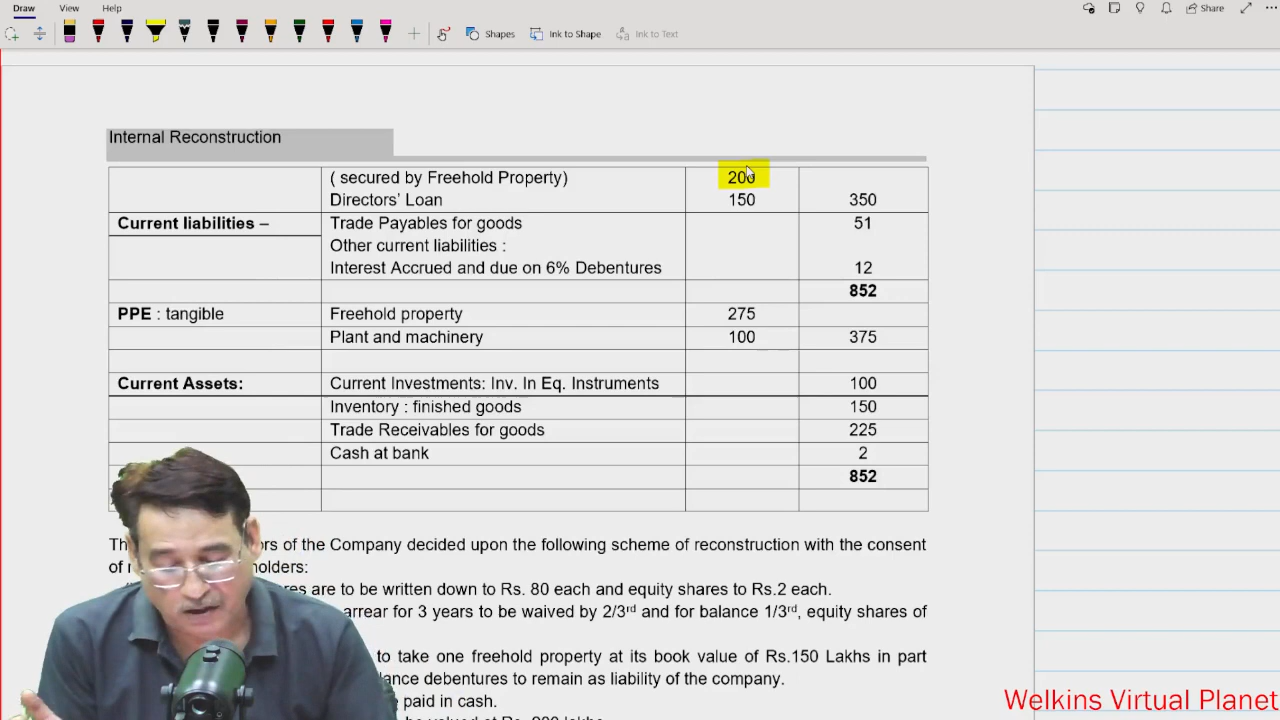 Draw View Help
Share
Shapes Ink to Shape Ink to Text
Internal Reconstruction
( secured by Freehold Property) 200
Directors’ Loan 150 350
Current liabilities – Trade Payables for goods 51
Other current liabilities :
Interest Accrued and due on 6% Debentures 12
852
PPE : tangible Freehold property 275
Plant and machinery 100 375
Current Assets: Current Investments: Inv. In Eq. Instruments 100
Inventory : finished goods 150
Trade Receivables for goods 225
Cash at bank 2
852
of the Company decided upon the following scheme of reconstruction with the consent
of
are to be written down to Rs. 80 each and equity shares to Rs.2 each.
arrear for 3 years to be waived by 2/3rd and for balance 1/3rd, equity shares of
to take one freehold property at its book value of Rs.150 Lakhs in part
debentures to remain as liability of the company.
paid in cash.
be valued at Rs.
Welkins Virtual Planet